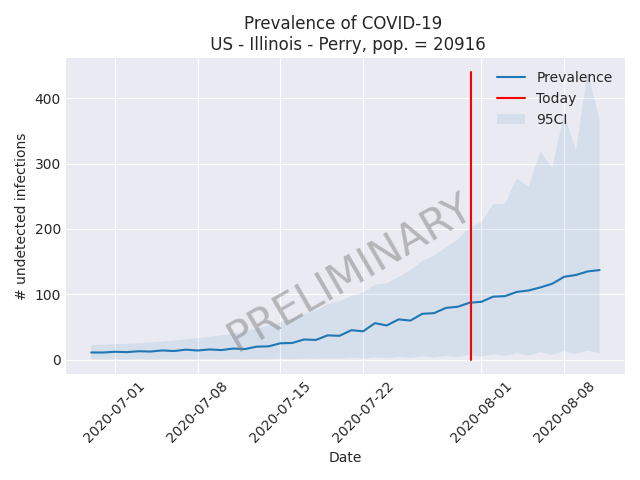 Prevalence of COVID-19
US - Illinois - Perry, pop. = 20916
# undetected infections
400
300
200
100
0
Prevalence
Today
95CI
PRELIMINARY
2020-07-01
2020-07-08
2020-07-15
2020-07-22
2020-08-01
2020-08-08
Date